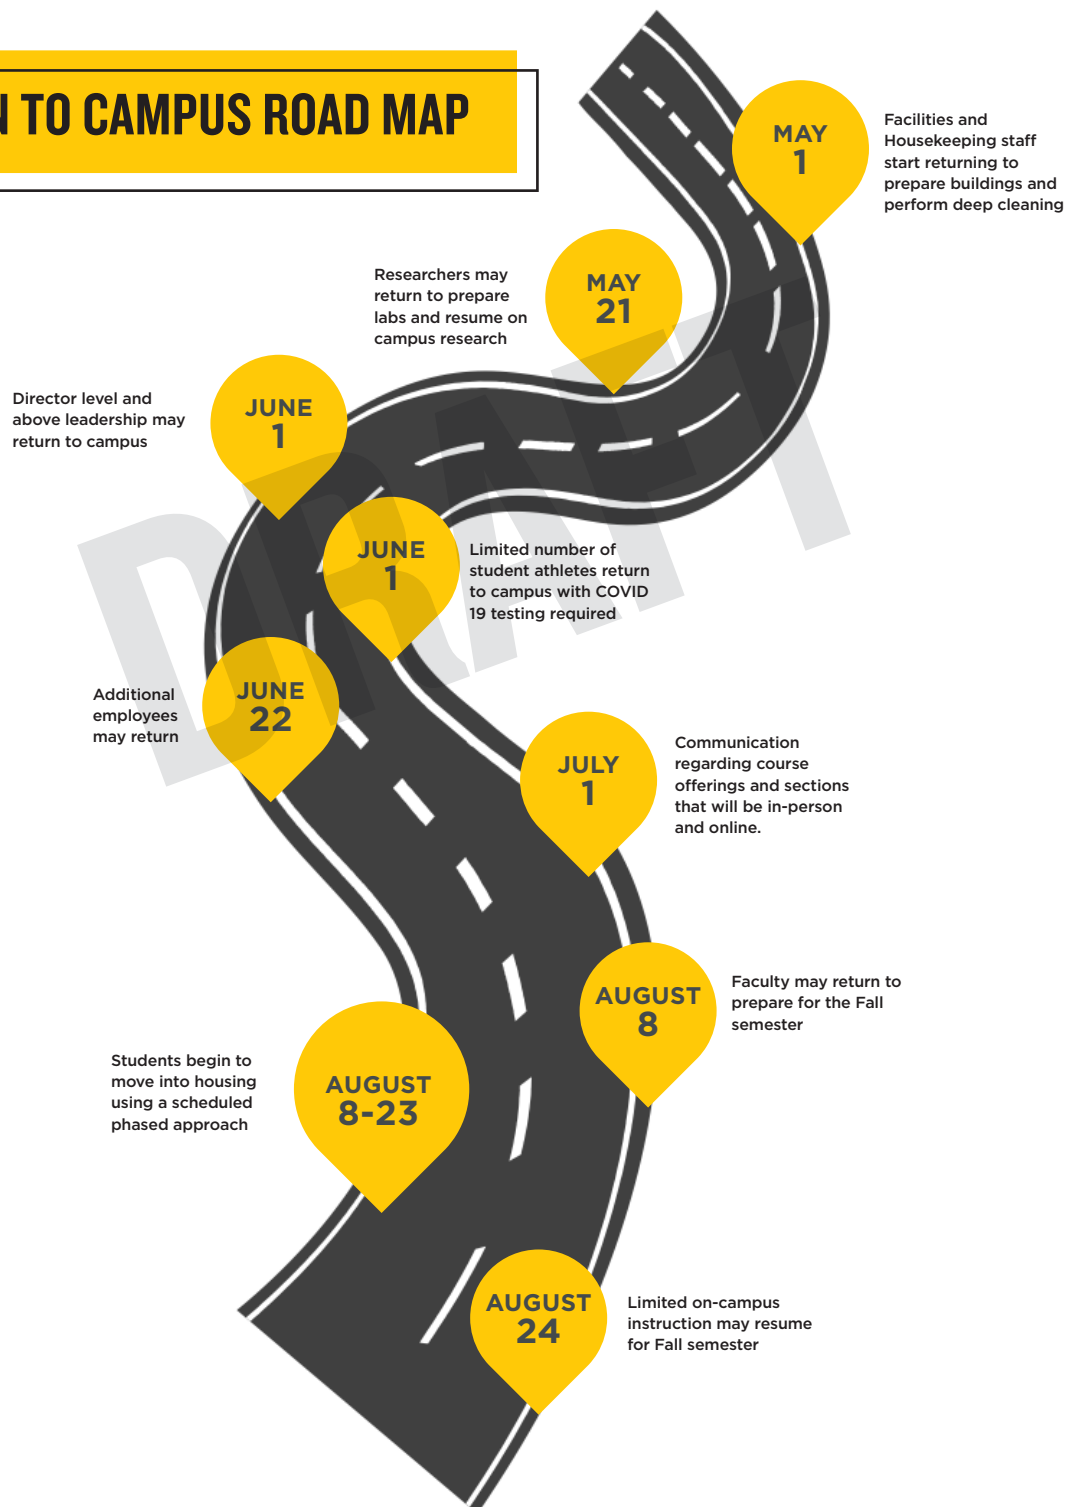 N TO CAMPUS ROAD MAP
MAY
1
Facilities and
Housekeeping staff
start returning to
prepare buildings and
perform deep cleaning
MAY
21
Researchers may
return to prepare
labs and resume on
campus research
JUNE
1
Director level and
above leadership may
return to campus
JUNE
1
Limited number of
student athletes return
to campus with COVID
19 testing required
JUNE
22
Additional
employees
may return
JULY
1
Communication
regarding course
offerings and sections
that will be in-person
and online.
AUGUST
8
Faculty may return to
prepare for the Fall
semester
AUGUST
8-23
Students begin to
move into housing
using a scheduled
phased approach
AUGUST
24
Limited on-campus
instruction may resume
for Fall semester
DRAFT